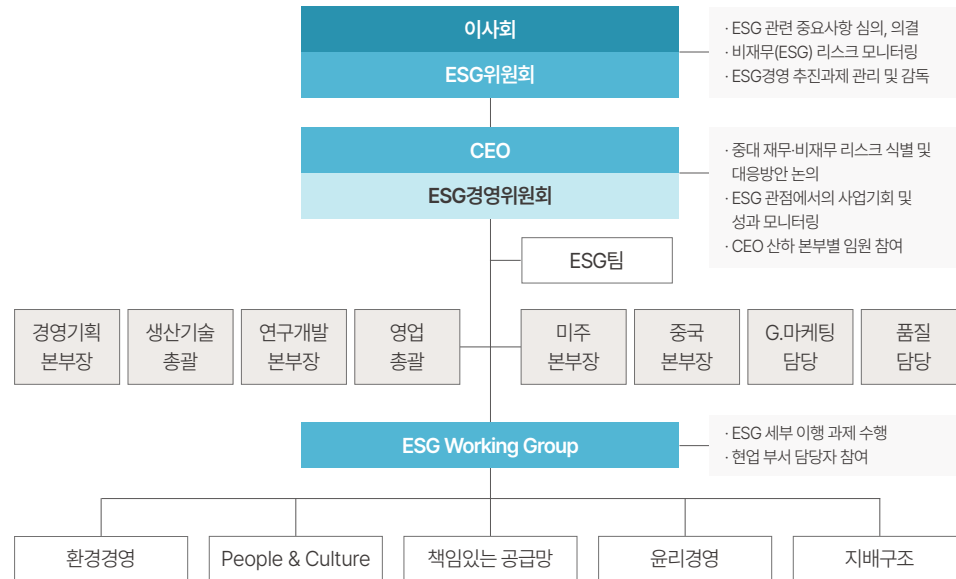 이사회
ESG위원회
· ESG 관련 중요사항 심의, 의결
· 비재무(ESG) 리스크 모니터링
· ESG경영 추진과제 관리 및 감독
CEO
ESG경영위원회
· 중대 재무·비재무 리스크 식별 및
대응방안 논의
· ESG 관점에서의 사업기회 및
성과 모니터링
· CEO 산하 본부별 임원 참여
ESG팀
경영기획
본부장
생산기술
총괄
연구개발
본부장
영업
총괄
미주
본부장
중국
본부장
G.마케팅
담당
품질
담당
ESG Working Group
· ESG 세부 이행 과제 수행
· 현업 부서 담당자 참여
환경경영
People & Culture
책임있는 공급망
윤리경영
지배구조